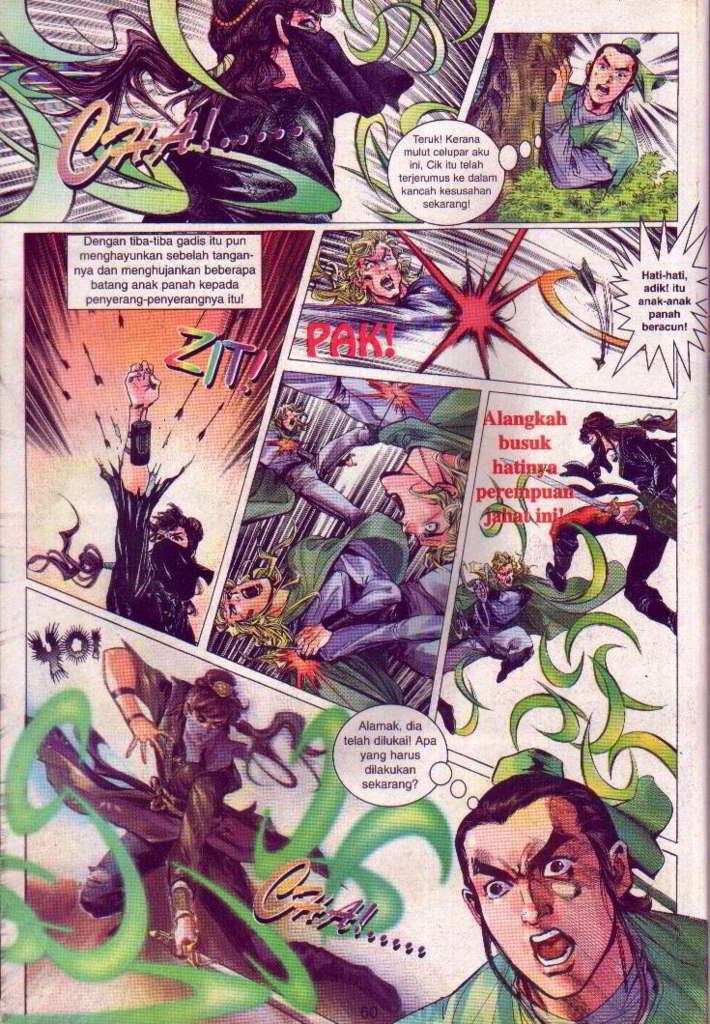 CHA!.....
Teruk! Kerana
mulut celupar aku
ini, Cik itu telah
terjerumus ke dalam
kancah kesusahan
sekarang!
Dengan tiba-tiba gadis itu pun
menghayunkan sebelah tangan-
nya dan menghujankan beberapa
batang anak panah kepada
penyerang-penyerangnya itu!
ZIT!
PAK!
Hati-hati,
adik! itu
anak-anak
panah
beracun!
Alangkah
busuk
hatinya
perempuan
jahat ini!
YO!
Alamak, dia
telah dilukai! Apa
yang harus
dilakukan
sekarang?
CHA!!......
60